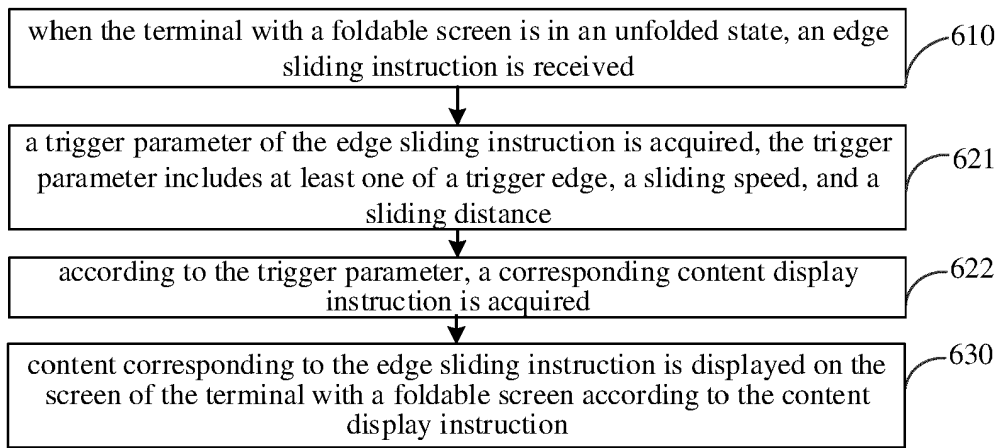 when the terminal with a foldable screen is in an unfolded state, an edge
sliding instruction is received
610
a trigger parameter of the edge sliding instruction is acquired, the trigger
parameter includes at least one of a trigger edge, a sliding speed, and a
sliding distance
621
according to the trigger parameter, a corresponding content display
instruction is acquired
622
content corresponding to the edge sliding instruction is displayed on the
screen of the terminal with a foldable screen according to the content
display instruction
630